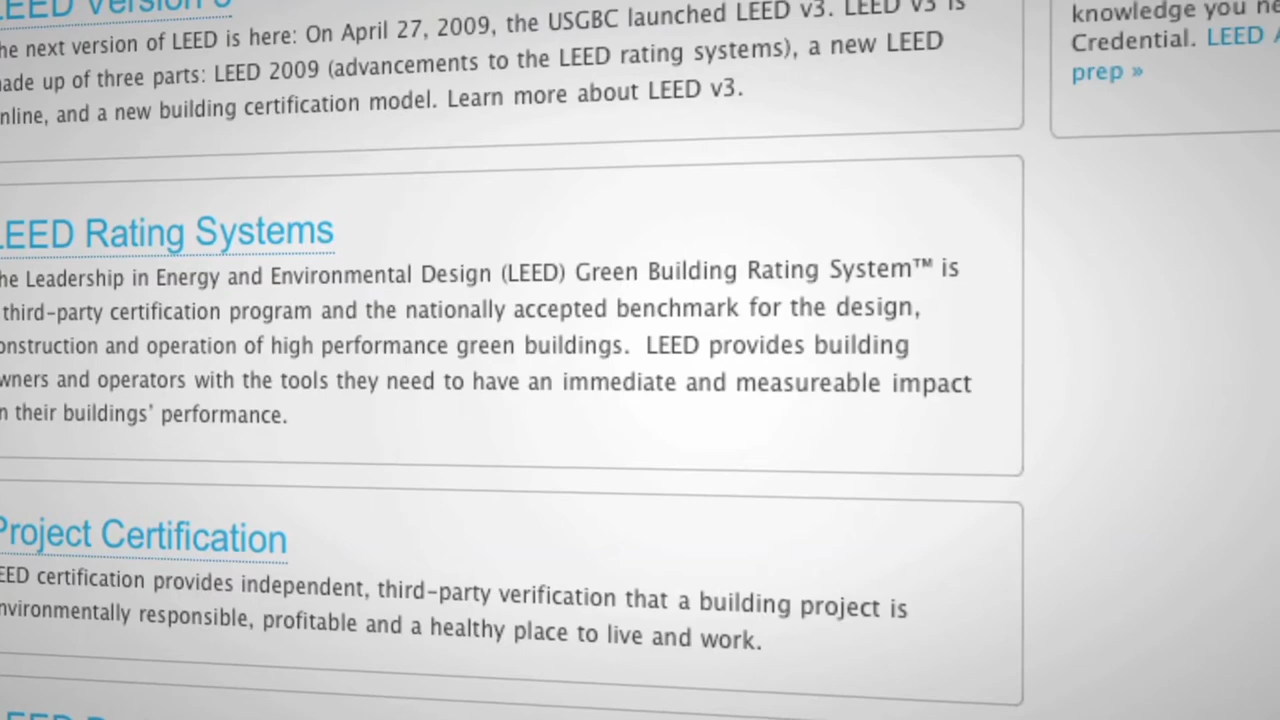 LEED Version 3
he next version of LEED is here: On April 27, 2009, the USGBC launched LEED v3. LEED v3 is
ade up of three parts: LEED 2009 (advancements to the LEED rating systems), a new LEED
nline, and a new building certification model. Learn more about LEED v3.
knowledge you ne
Credential. LEED A
prep »
LEED Rating Systems
he Leadership in Energy and Environmental Design (LEED) Green Building Rating System™ is
third-party certification program and the nationally accepted benchmark for the design,
onstruction and operation of high performance green buildings. LEED provides building
wners and operators with the tools they need to have an immediate and measureable impact
n their buildings' performance.
Project Certification
EED certification provides independent, third-party verification that a building project is
nvironmentally responsible, profitable and a healthy place to live and work.